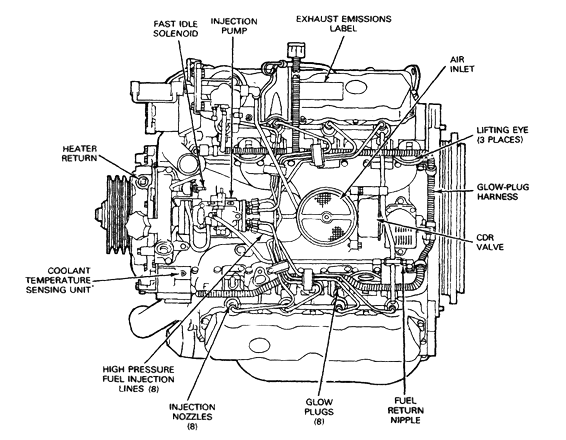 FAST IDLE
SOLENOID
INJECTION
PUMP
EXHAUST EMISSIONS
LABEL
AIR
INLET
LIFTING EYE
(3 PLACES)
HEATER
RETURN
GLOW-PLUG
HARNESS
CDR
VALVE
COOLANT
TEMPERATURE
SENSING UNIT
HIGH PRESSURE
FUEL INJECTION
LINES (8)
INJECTION
NOZZLES
(8)
GLOW
PLUGS
(8)
FUEL
RETURN
NIPPLE